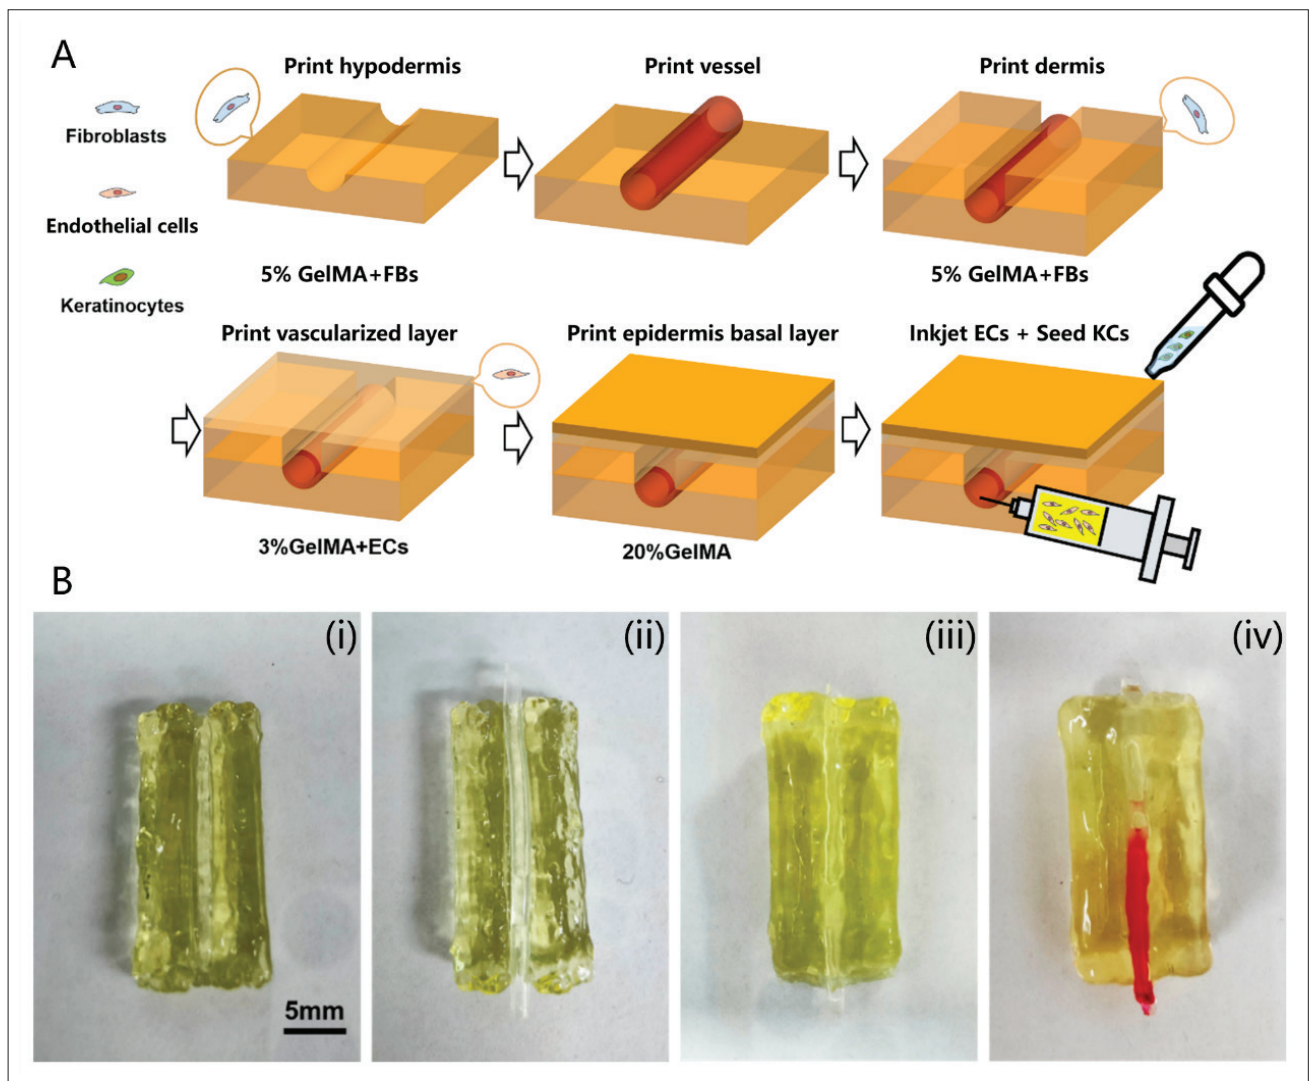 A
Print hypodermis
Print vessel
Print dermis
Fibroblasts
Endothelial cells
Keratinocytes
5% GelMA+FBs
5% GelMA+FBs
Print vascularized layer
Print epidermis basal layer
Inkjet ECs + Seed KCs
3%GelMA+ECs
20%GelMA
B
(i)
(ii)
(iii)
(iv)
5mm